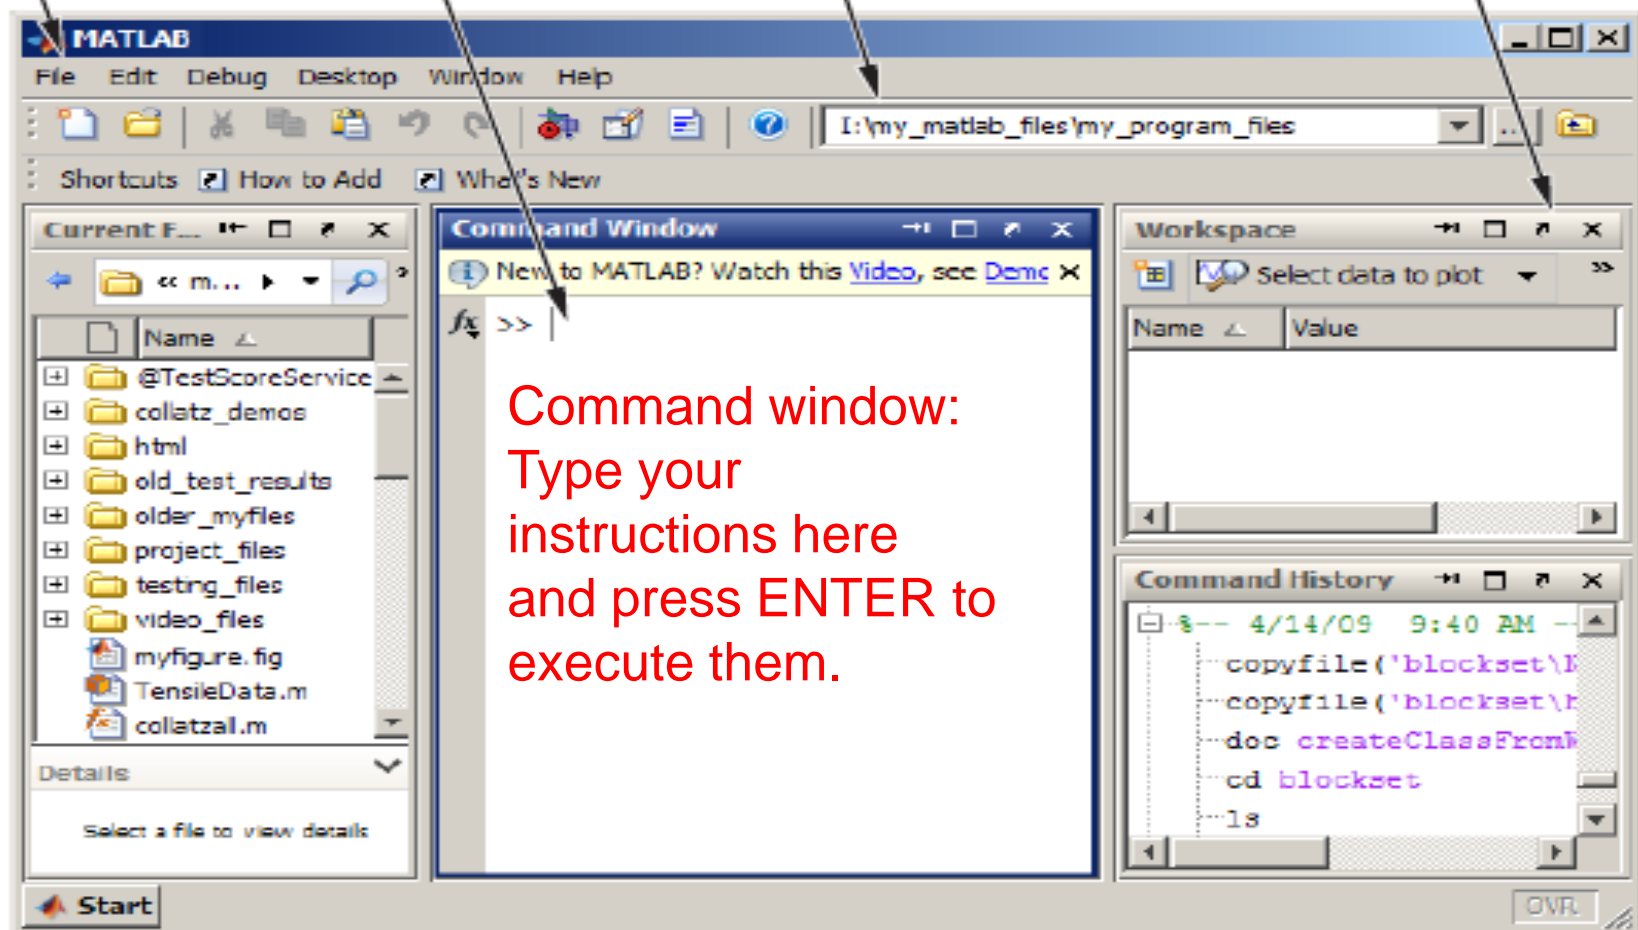 MATLAB
File Edit Debug Desktop Window Help
I:\my_matlab_files\my_program_files
Shortcuts How to Add What's New
Current F...
« m...
Name
@TestScoreService
collatz_demos
html
old_test_results
older_myfiles
project_files
testing_files
video_files
myfigure.fig
TensileData.m
collatzall.m
Details
Select a file to view details
Command Window
New to MATLAB? Watch this Video, see Demo
fx >>
Command window:
Type your
instructions here
and press ENTER to
execute them.
Workspace
Select data to plot
Name Value
Command History
%-- 4/14/09 9:40 AM --
copyfile('blockset\
copyfile('blockset\
doc createClassFrom
cd blockset
ls
Start
OVR